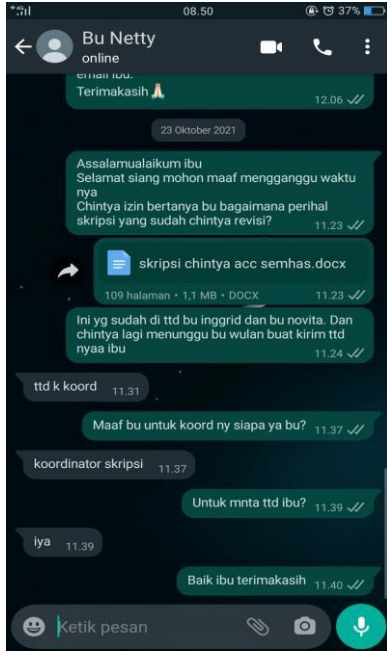 08.50
37%
Bu Netty
online
email ibu.
Terimakasih
12.06
23 Oktober 2021
Assalamualaikum ibu
Selamat siang mohon maaf mengganggu waktu
nya
Chintya izin bertanya bu bagaimana perihal
skripsi yang sudah chintya revisi?
11.23
skripsi chintya acc semhas.docx
109 halaman • 1,1 MB • DOCX
11.23
Ini yg sudah di ttd bu inggrid dan bu novita. Dan
chintya lagi menunggu bu wulan buat kirim ttd
nyaa ibu
11.24
ttd k koord 11.31
Maaf bu untuk koord ny siapa ya bu? 11.37
koordinator skripsi 11.37
Untuk mnta ttd ibu? 11.39
iya 11.39
Baik ibu terimakasih 11.40
Ketik pesan